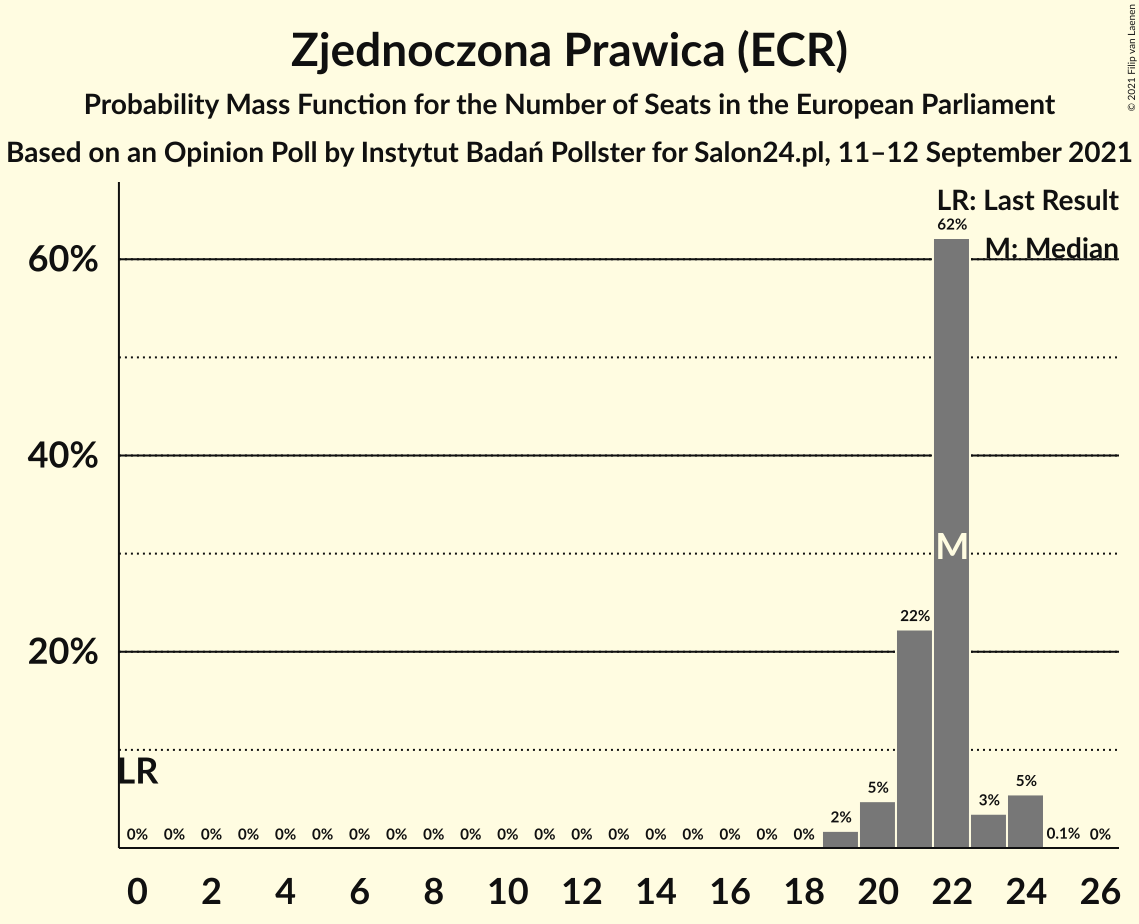 Zjednoczona Prawica (ECR)
Probability Mass Function for the Number of Seats in the European Parliament
Based on an Opinion Poll by Instytut Badań Pollster for Salon24.pl, 11–12 September 2021
© 2021 Filip van Laenen
LR: Last Result
62%
M: Median
60%
40%
M
22%
20%
LR
5%
5%
3%
2%
0% 0% 0% 0% 0% 0% 0% 0% 0% 0% 0% 0% 0% 0% 0% 0% 0% 0% 0% 0.1% 0%
0 2 4 6 8 10 12 14 16 18 20 22 24 26